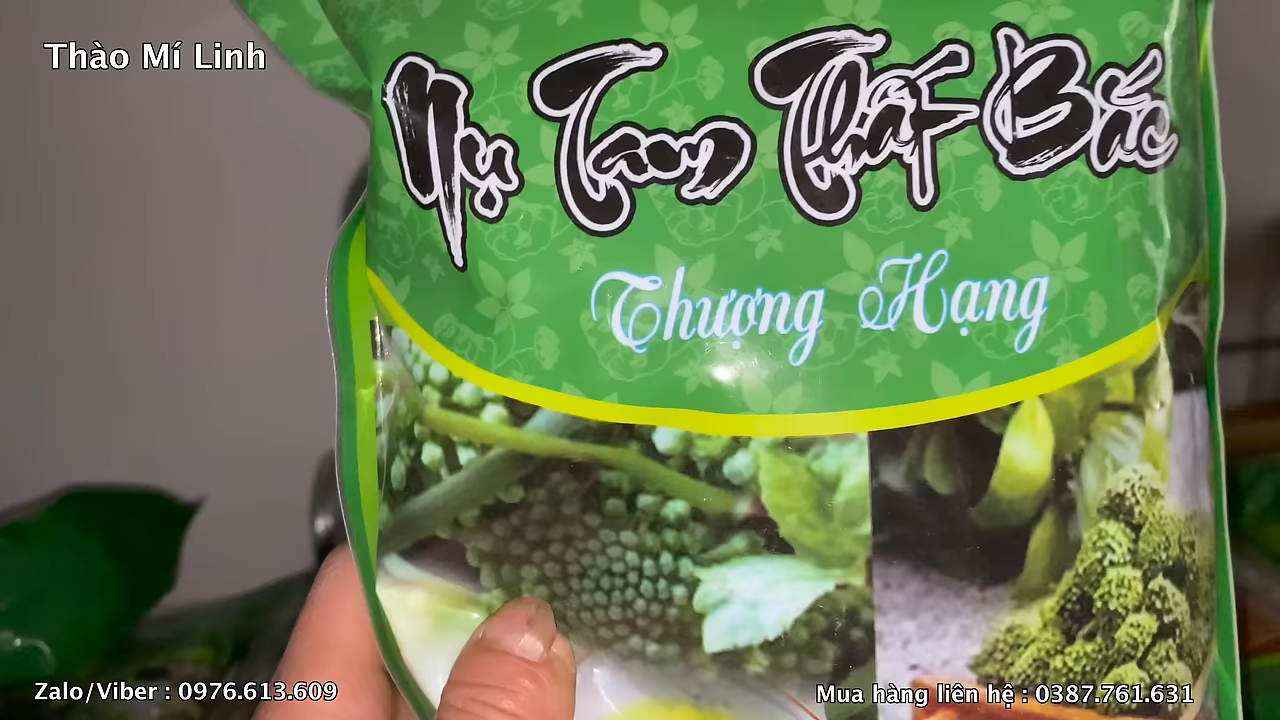 Thào Mí Linh
Nụ Tam Thất Bắc
Thượng Hạng
Zalo/Viber : 0976.613.609
Mua hàng liên hệ : 0387.761.631